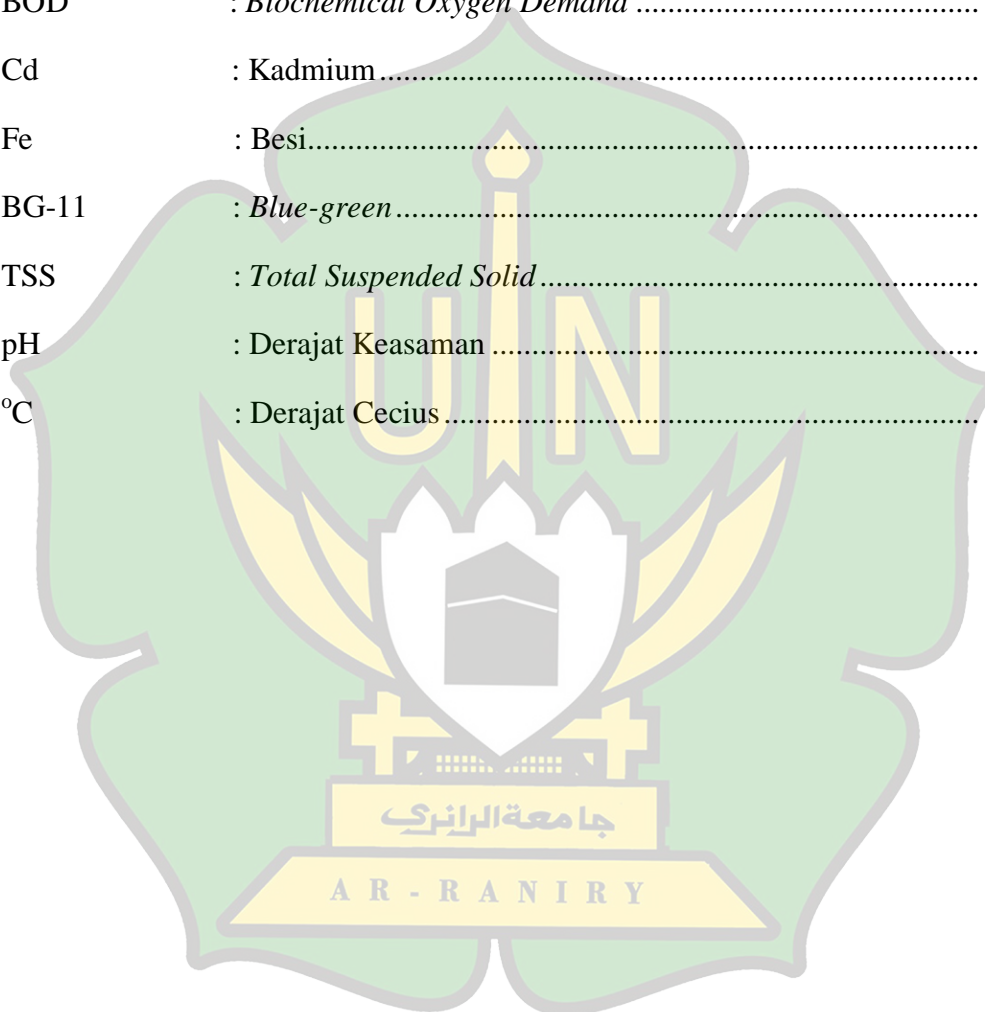 BOD : Biochemical Oxygen Demand ..........................................
Cd : Kadmium ..........................................................................
Fe : Besi...................................................................................
BG-11 : Blue-green ........................................................................
TSS : Total Suspended Solid ......................................................
pH : Derajat Keasaman ............................................................
°C : Derajat Cecius ..................................................................
UIN
جامعة الرانري
AR-RANIRY